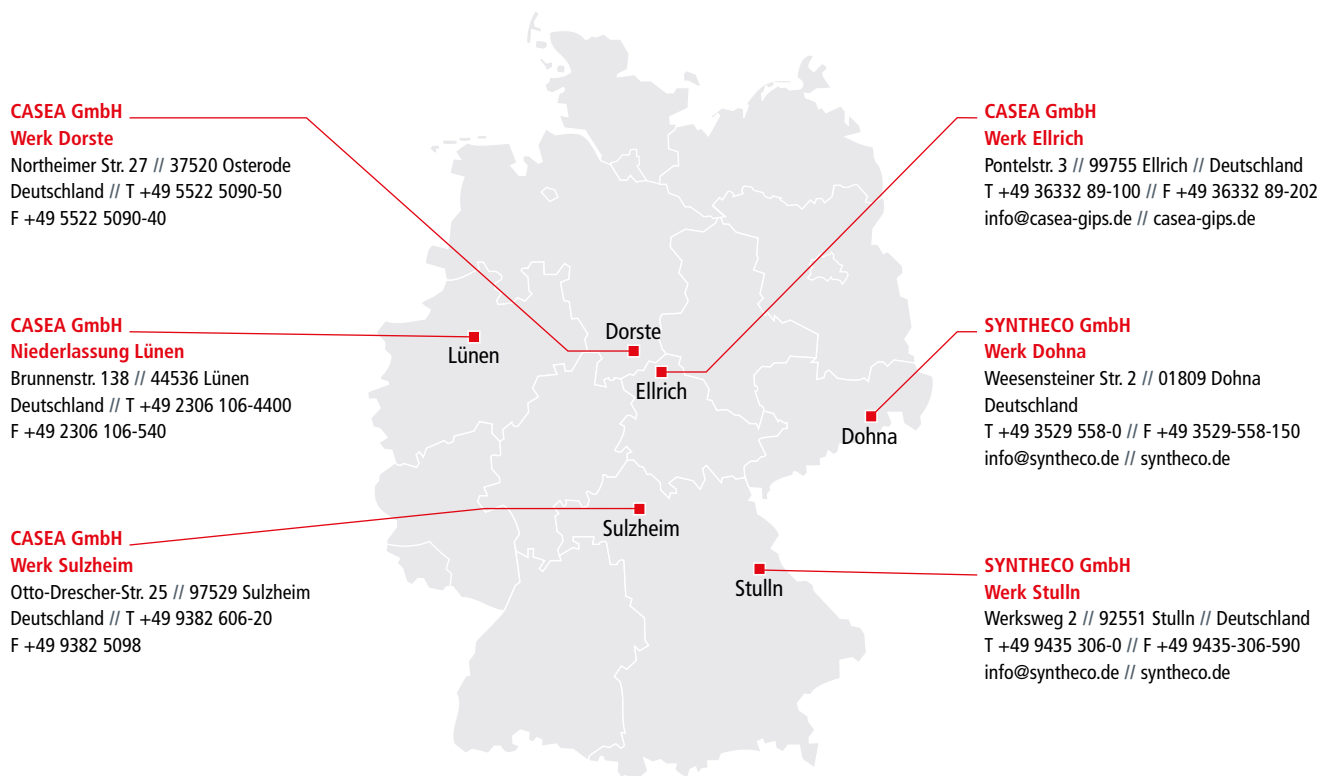 CASEA GmbH
Werk Dorste
Northeimer Str. 27 // 37520 Osterode
Deutschland // T +49 5522 5090-50
F +49 5522 5090-40
CASEA GmbH
Niederlassung Lünen
Brunnenstr. 138 // 44536 Lünen
Deutschland // T +49 2306 106-4400
F +49 2306 106-540
CASEA GmbH
Werk Sulzheim
Otto-Drescher-Str. 25 // 97529 Sulzheim
Deutschland // T +49 9382 606-20
F +49 9382 5098
Dorste
Lünen
Ellrich
Dohna
Sulzheim
Stulln
CASEA GmbH
Werk Ellrich
Pontelstr. 3 // 99755 Ellrich // Deutschland
T +49 36332 89-100 // F +49 36332 89-202
info@casea-gips.de // casea-gips.de
SYNTHECO GmbH
Werk Dohna
Weesensteiner Str. 2 // 01809 Dohna
Deutschland
T +49 3529 558-0 // F +49 3529-558-150
info@syntheco.de // syntheco.de
SYNTHECO GmbH
Werk Stulln
Werksweg 2 // 92551 Stulln // Deutschland
T +49 9435 306-0 // F +49 9435-306-590
info@syntheco.de // syntheco.de